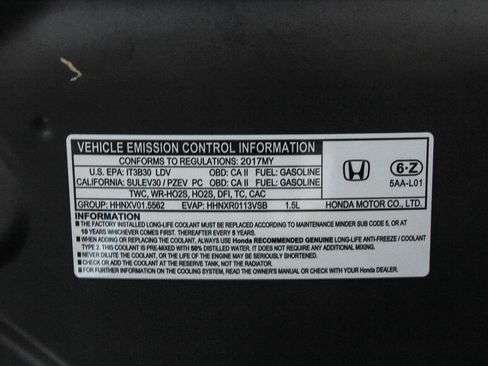 VEHICLE EMISSION CONTROL INFORMATION
CONFORMS TO REGULATIONS: 2017MY
U.S. EPA: IT3B30 LDV OBD: CA II FUEL: GASOLINE
CALIFORNIA: SULEV30 / PZEV PC OBD: CA II FUEL: GASOLINE
TWC, WR-HO2S, HO2S, DFI, TC, CAC
6-Z
5AA-L01
GROUP: HHNXV01.5562 EVAP: HHNXR0113VSB 1.5L HONDA MOTOR CO., LTD.
INFORMATION
■ THE FACTORY INSTALLED LONG-LIFE COOLANT MUST BE REPLACED ACCORDING TO MAINTENANCE MINDER SUB CODE 5, OR AT
10 YEARS WHICHEVER COMES FIRST. THEREAFTER EVERY 5 YEARS.
■ WHEN ADDING OR REPLACING THE COOLANT, ALWAYS USE Honda RECOMMENDED GENUINE LONG-LIFE ANTI-FREEZE / COOLANT
TYPE 2. THIS COOLANT IS PRE-MIXED WITH 50% DISTILLED WATER. IT DOES NOT REQUIRE ANY ADDITIONAL MIXING.
■ NEVER DILUTE THE COOLANT, OR THE LIFE OF THE ENGINE MAY BE SERIOUSLY SHORTENED.
■ CHECK OR ADD THE COOLANT AT THE RESERVE TANK, NOT THE RADIATOR.
■ FOR FURTHER INFORMATION ON THE COOLING SYSTEM, READ THE OWNER'S MANUAL OR CHECK WITH YOUR Honda DEALER.